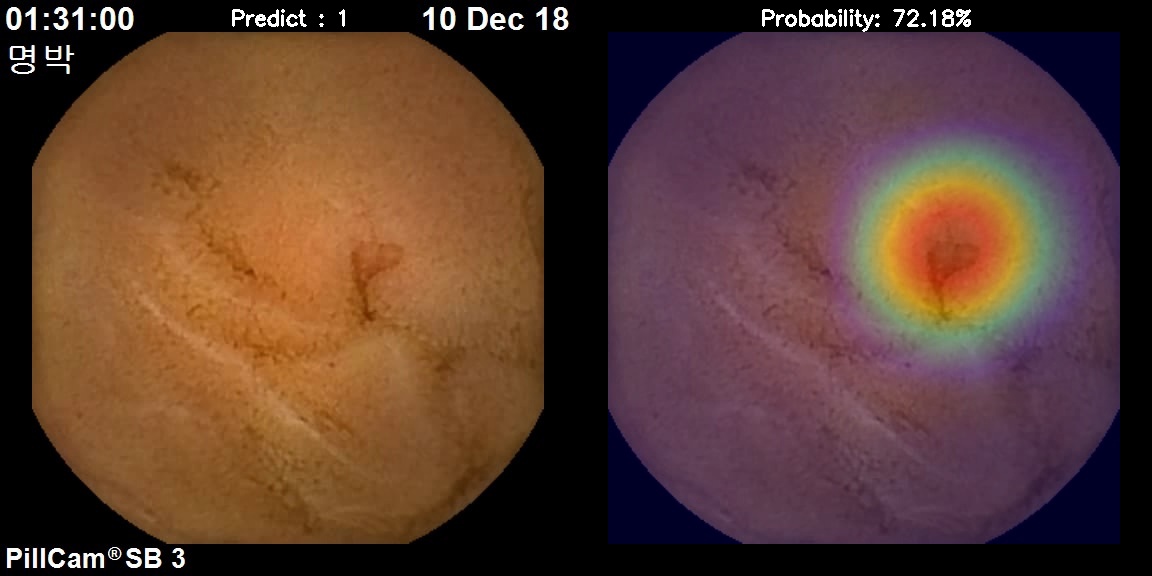 01:31:00
Predict : 1
10 Dec 18
Probability: 72.18%
명박
PillCam® SB 3